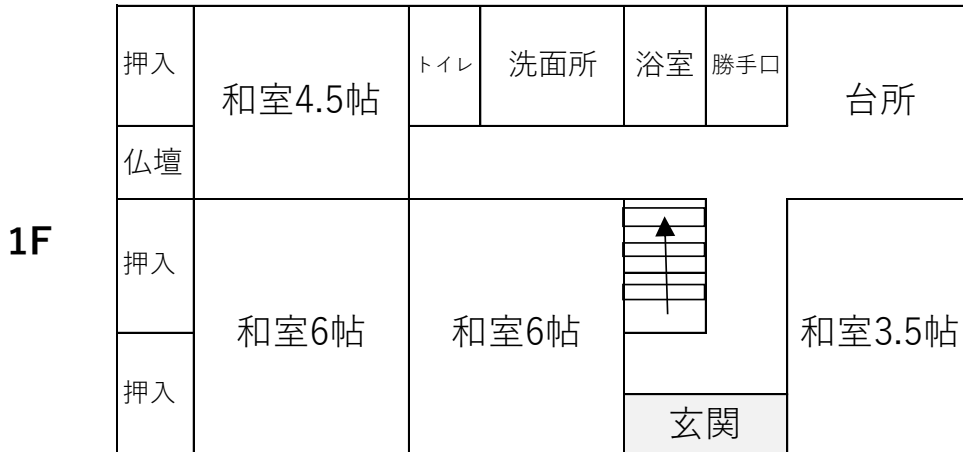 押入
和室4.5帖
トイレ
洗面所
浴室
勝手口
台所
仏壇
1F
押入
和室6帖
和室6帖
和室3.5帖
押入
玄関